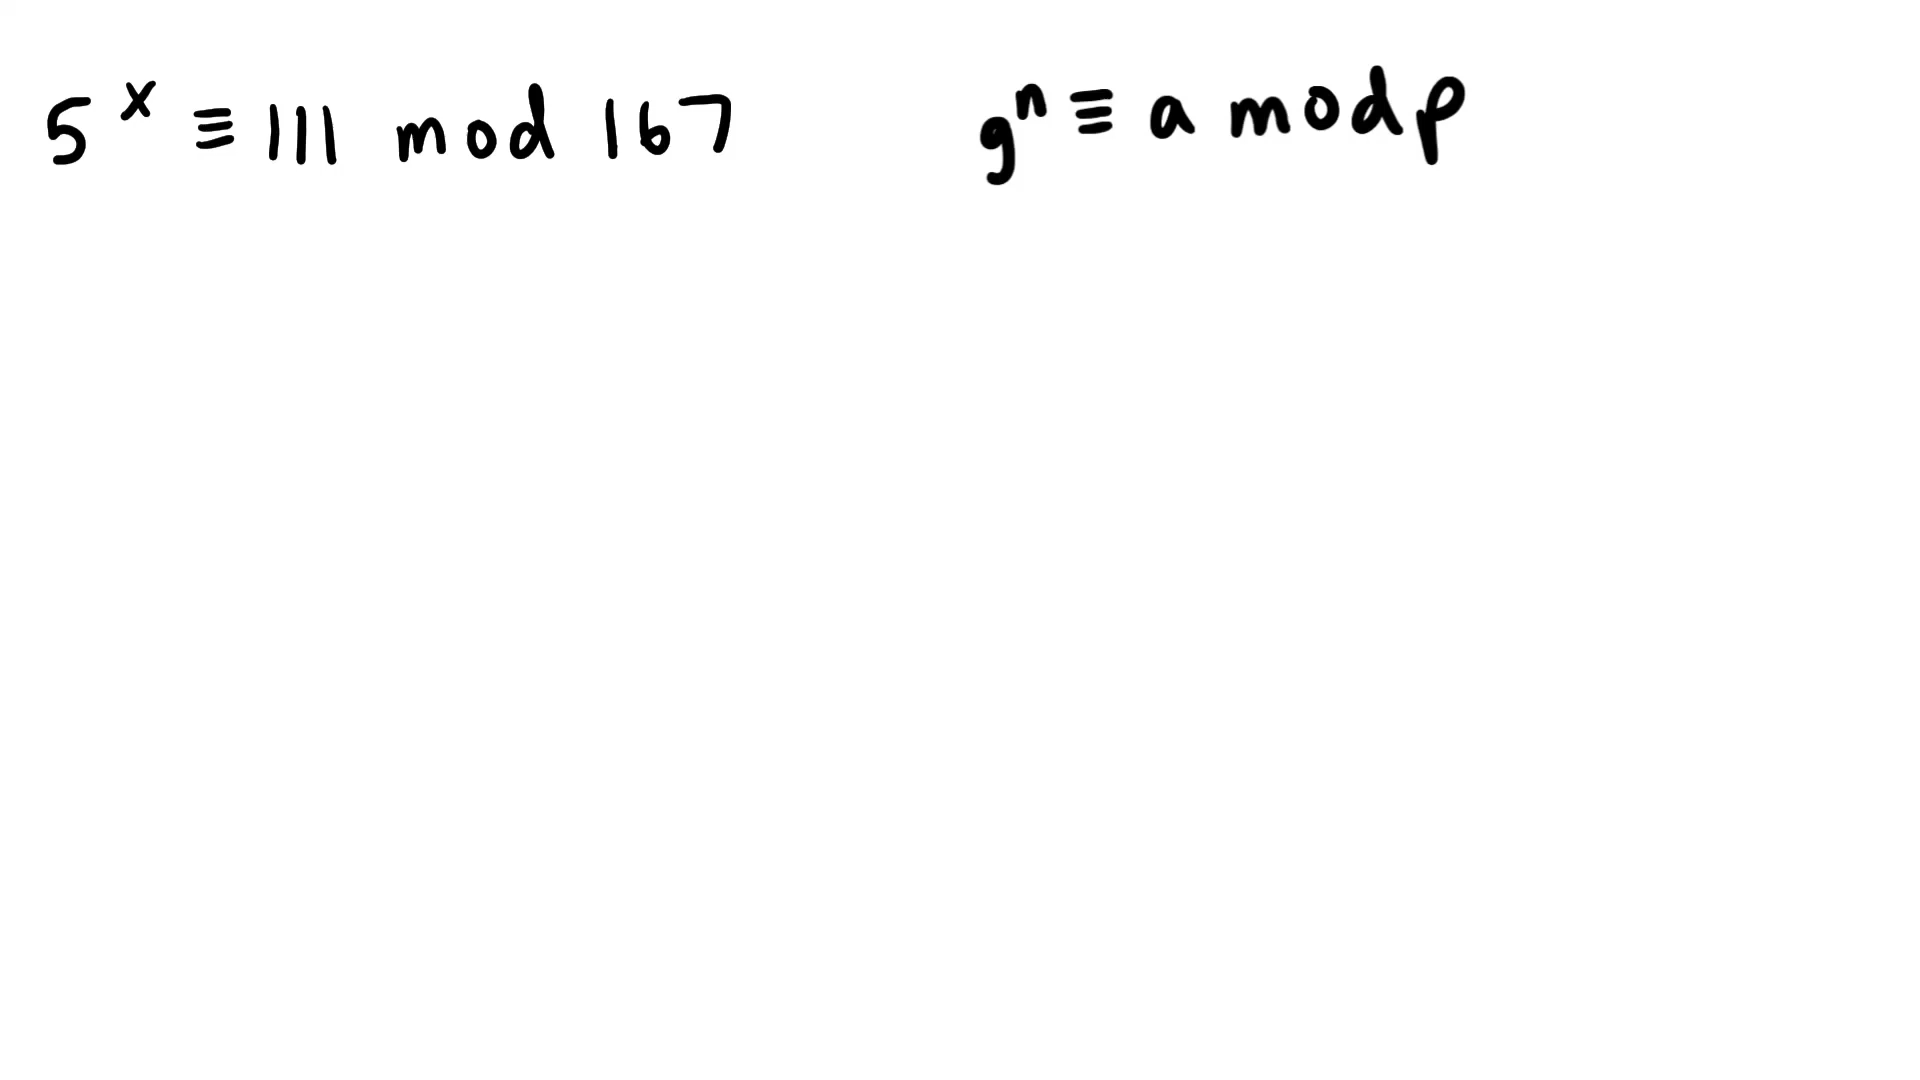 5^x ≡ 111 mod 167
g^n ≡ a mod p